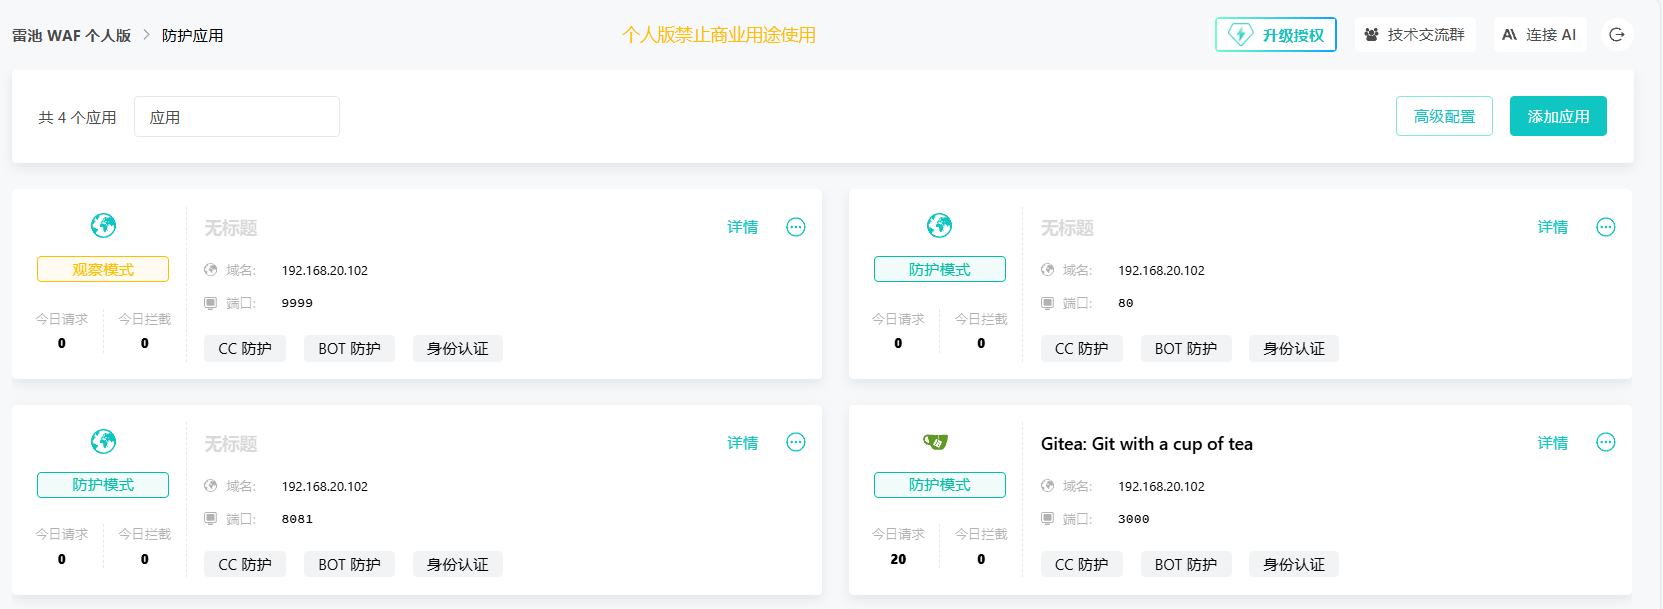 雷池 WAF 个人版 > 防护应用
个人版禁止商业用途使用
升级授权
技术交流群
连接 AI
共 4 个应用
应用
高级配置
添加应用
观察模式
今日请求 今日拦截
0 0
无标题
详情
域名: 192.168.20.102
端口: 9999
CC 防护 BOT 防护 身份认证
防护模式
今日请求 今日拦截
0 0
无标题
详情
域名: 192.168.20.102
端口: 80
CC 防护 BOT 防护 身份认证
防护模式
今日请求 今日拦截
0 0
无标题
详情
域名: 192.168.20.102
端口: 8081
CC 防护 BOT 防护 身份认证
防护模式
今日请求 今日拦截
20 0
Gitea: Git with a cup of tea
详情
域名: 192.168.20.102
端口: 3000
CC 防护 BOT 防护 身份认证